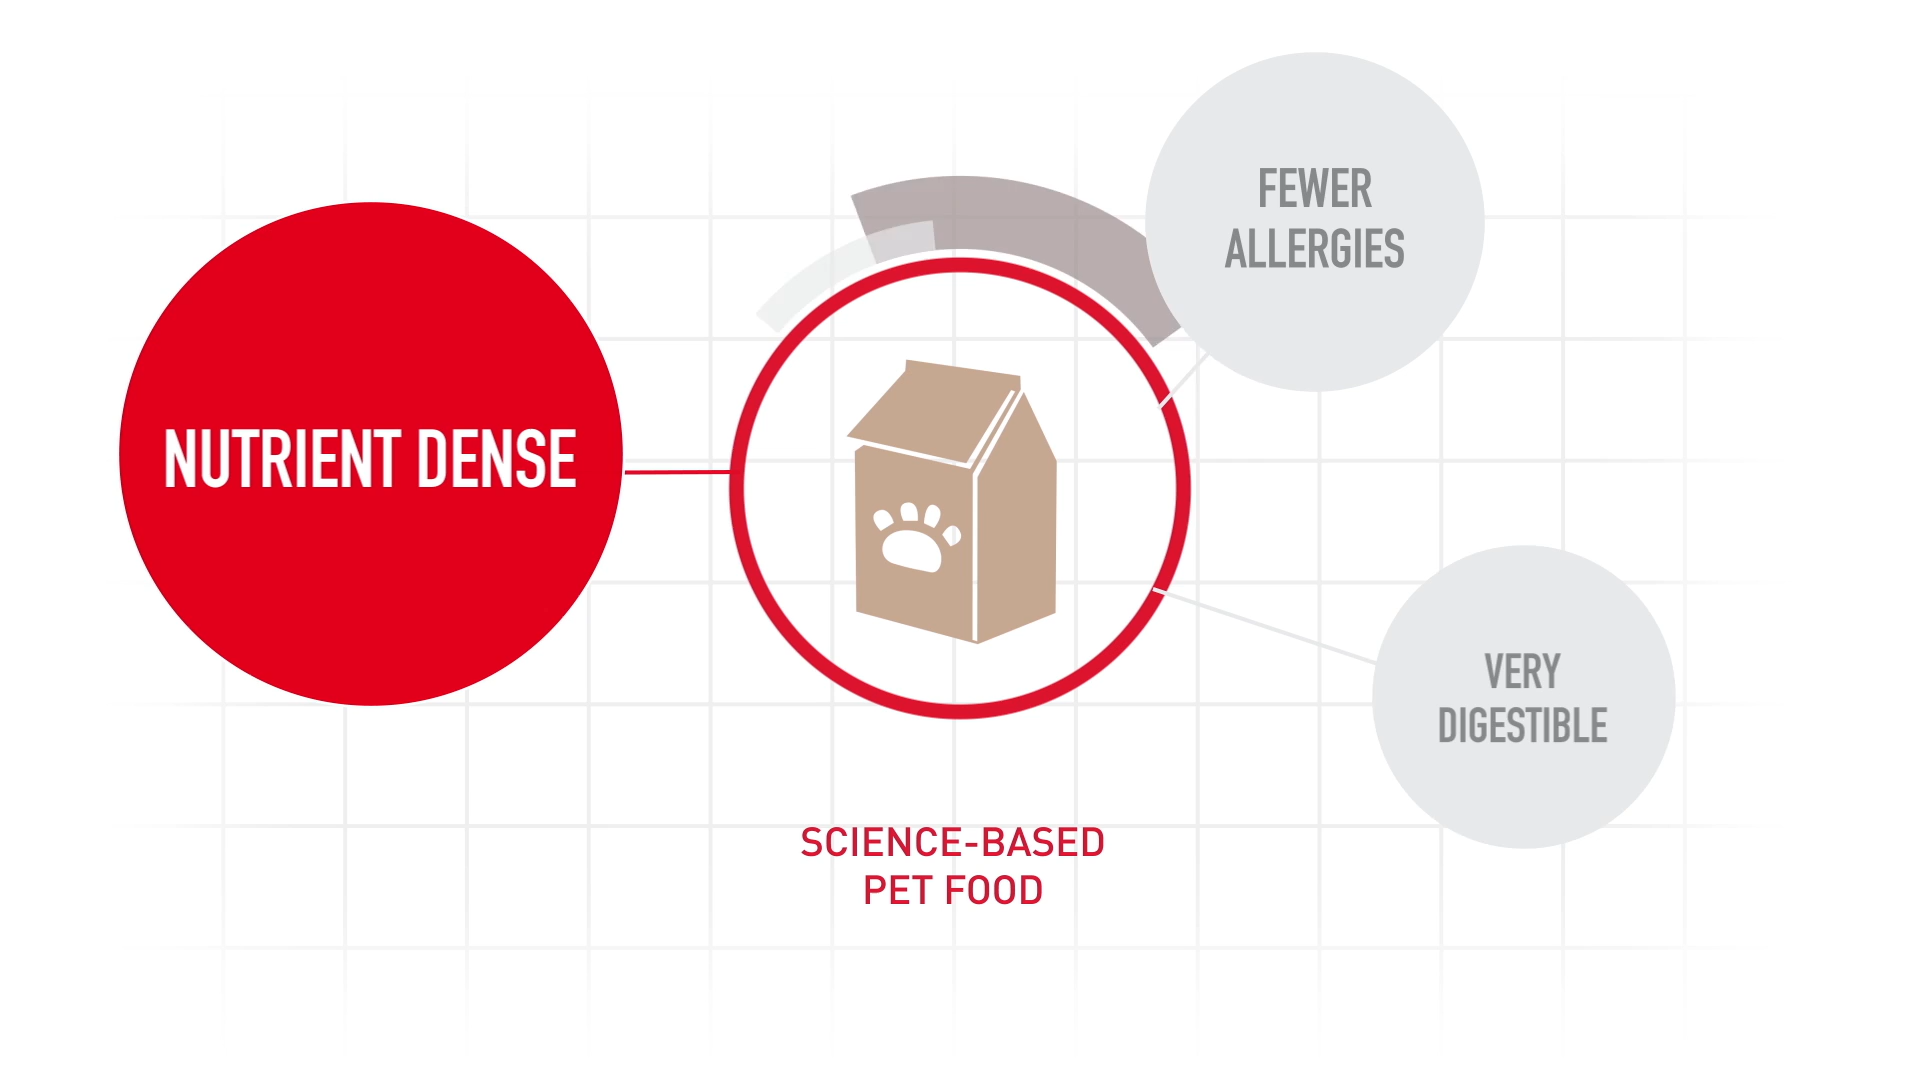 NUTRIENT DENSE
FEWER
ALLERGIES
VERY
DIGESTIBLE
SCIENCE-BASED
PET FOOD